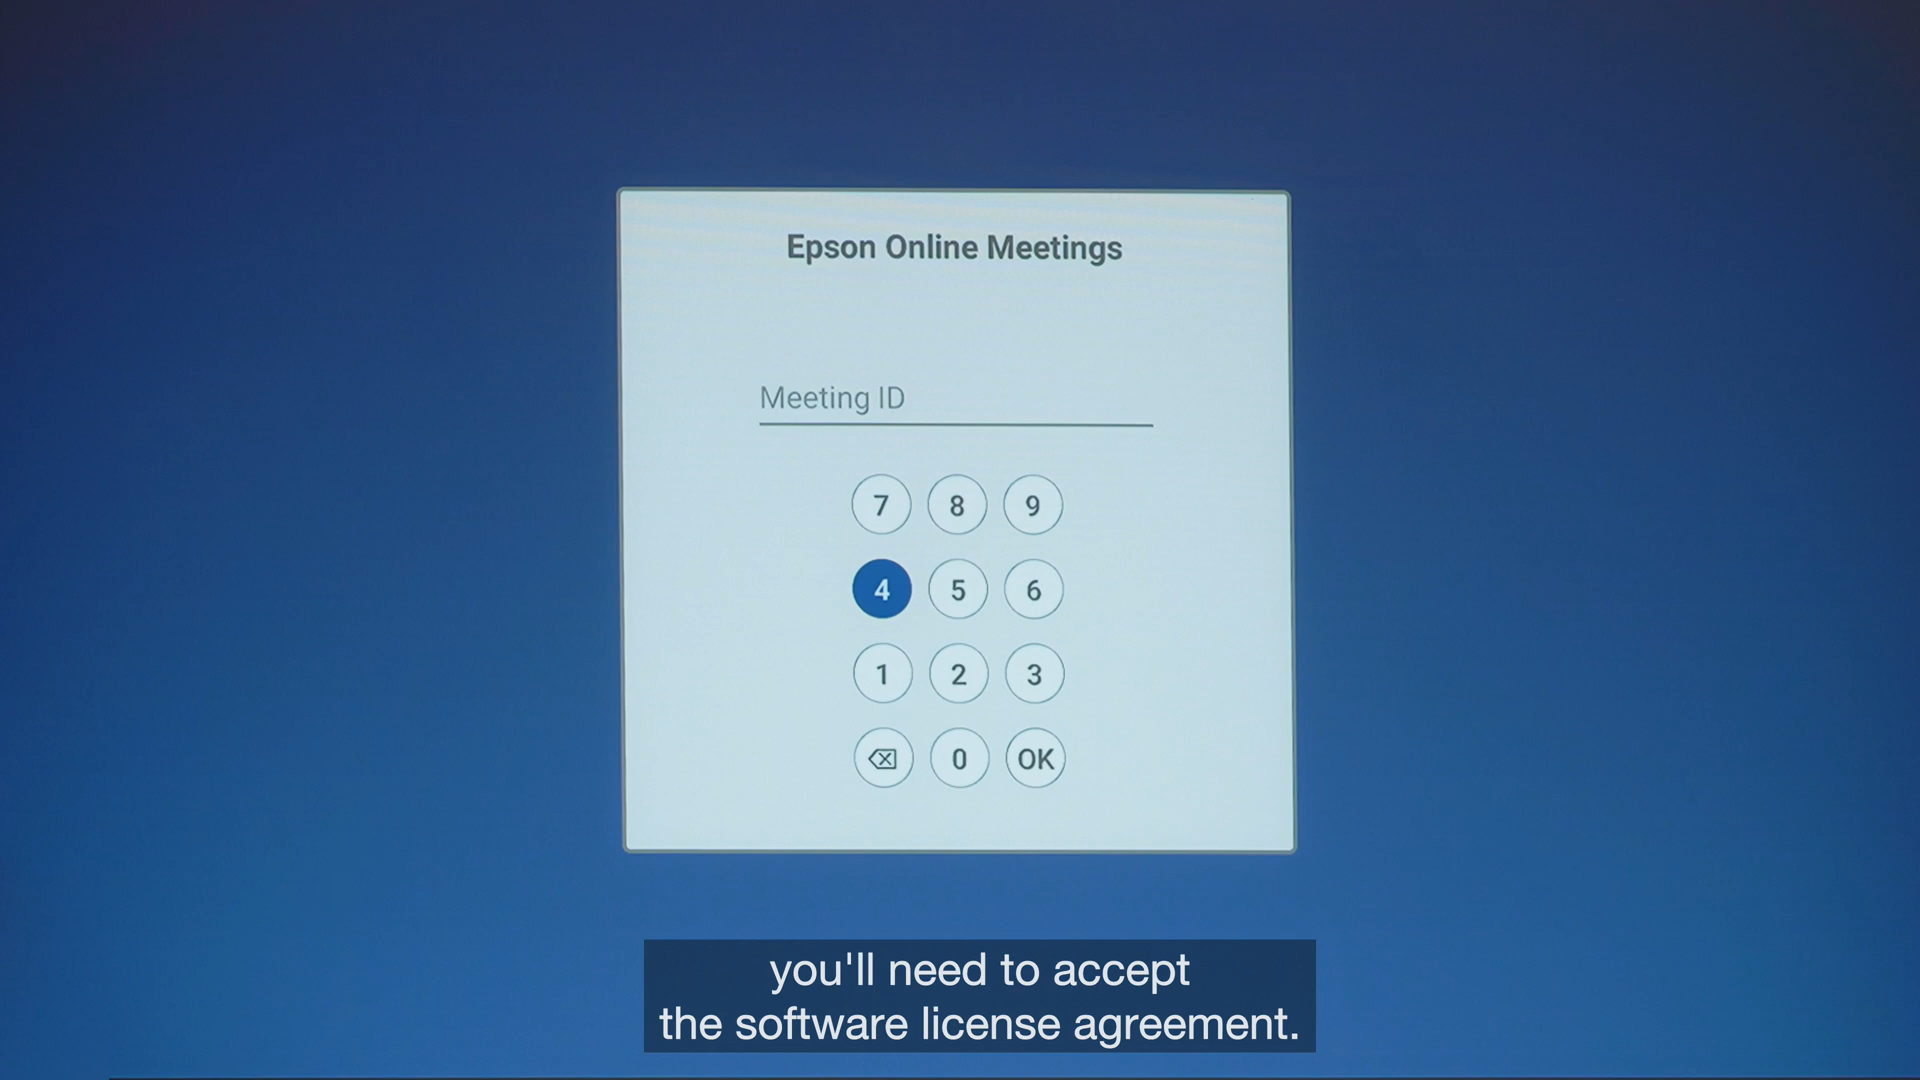 Epson Online Meetings
Meeting ID
7 8 9
4 5 6
1 2 3
0 OK
you'll need to accept
the software license agreement.